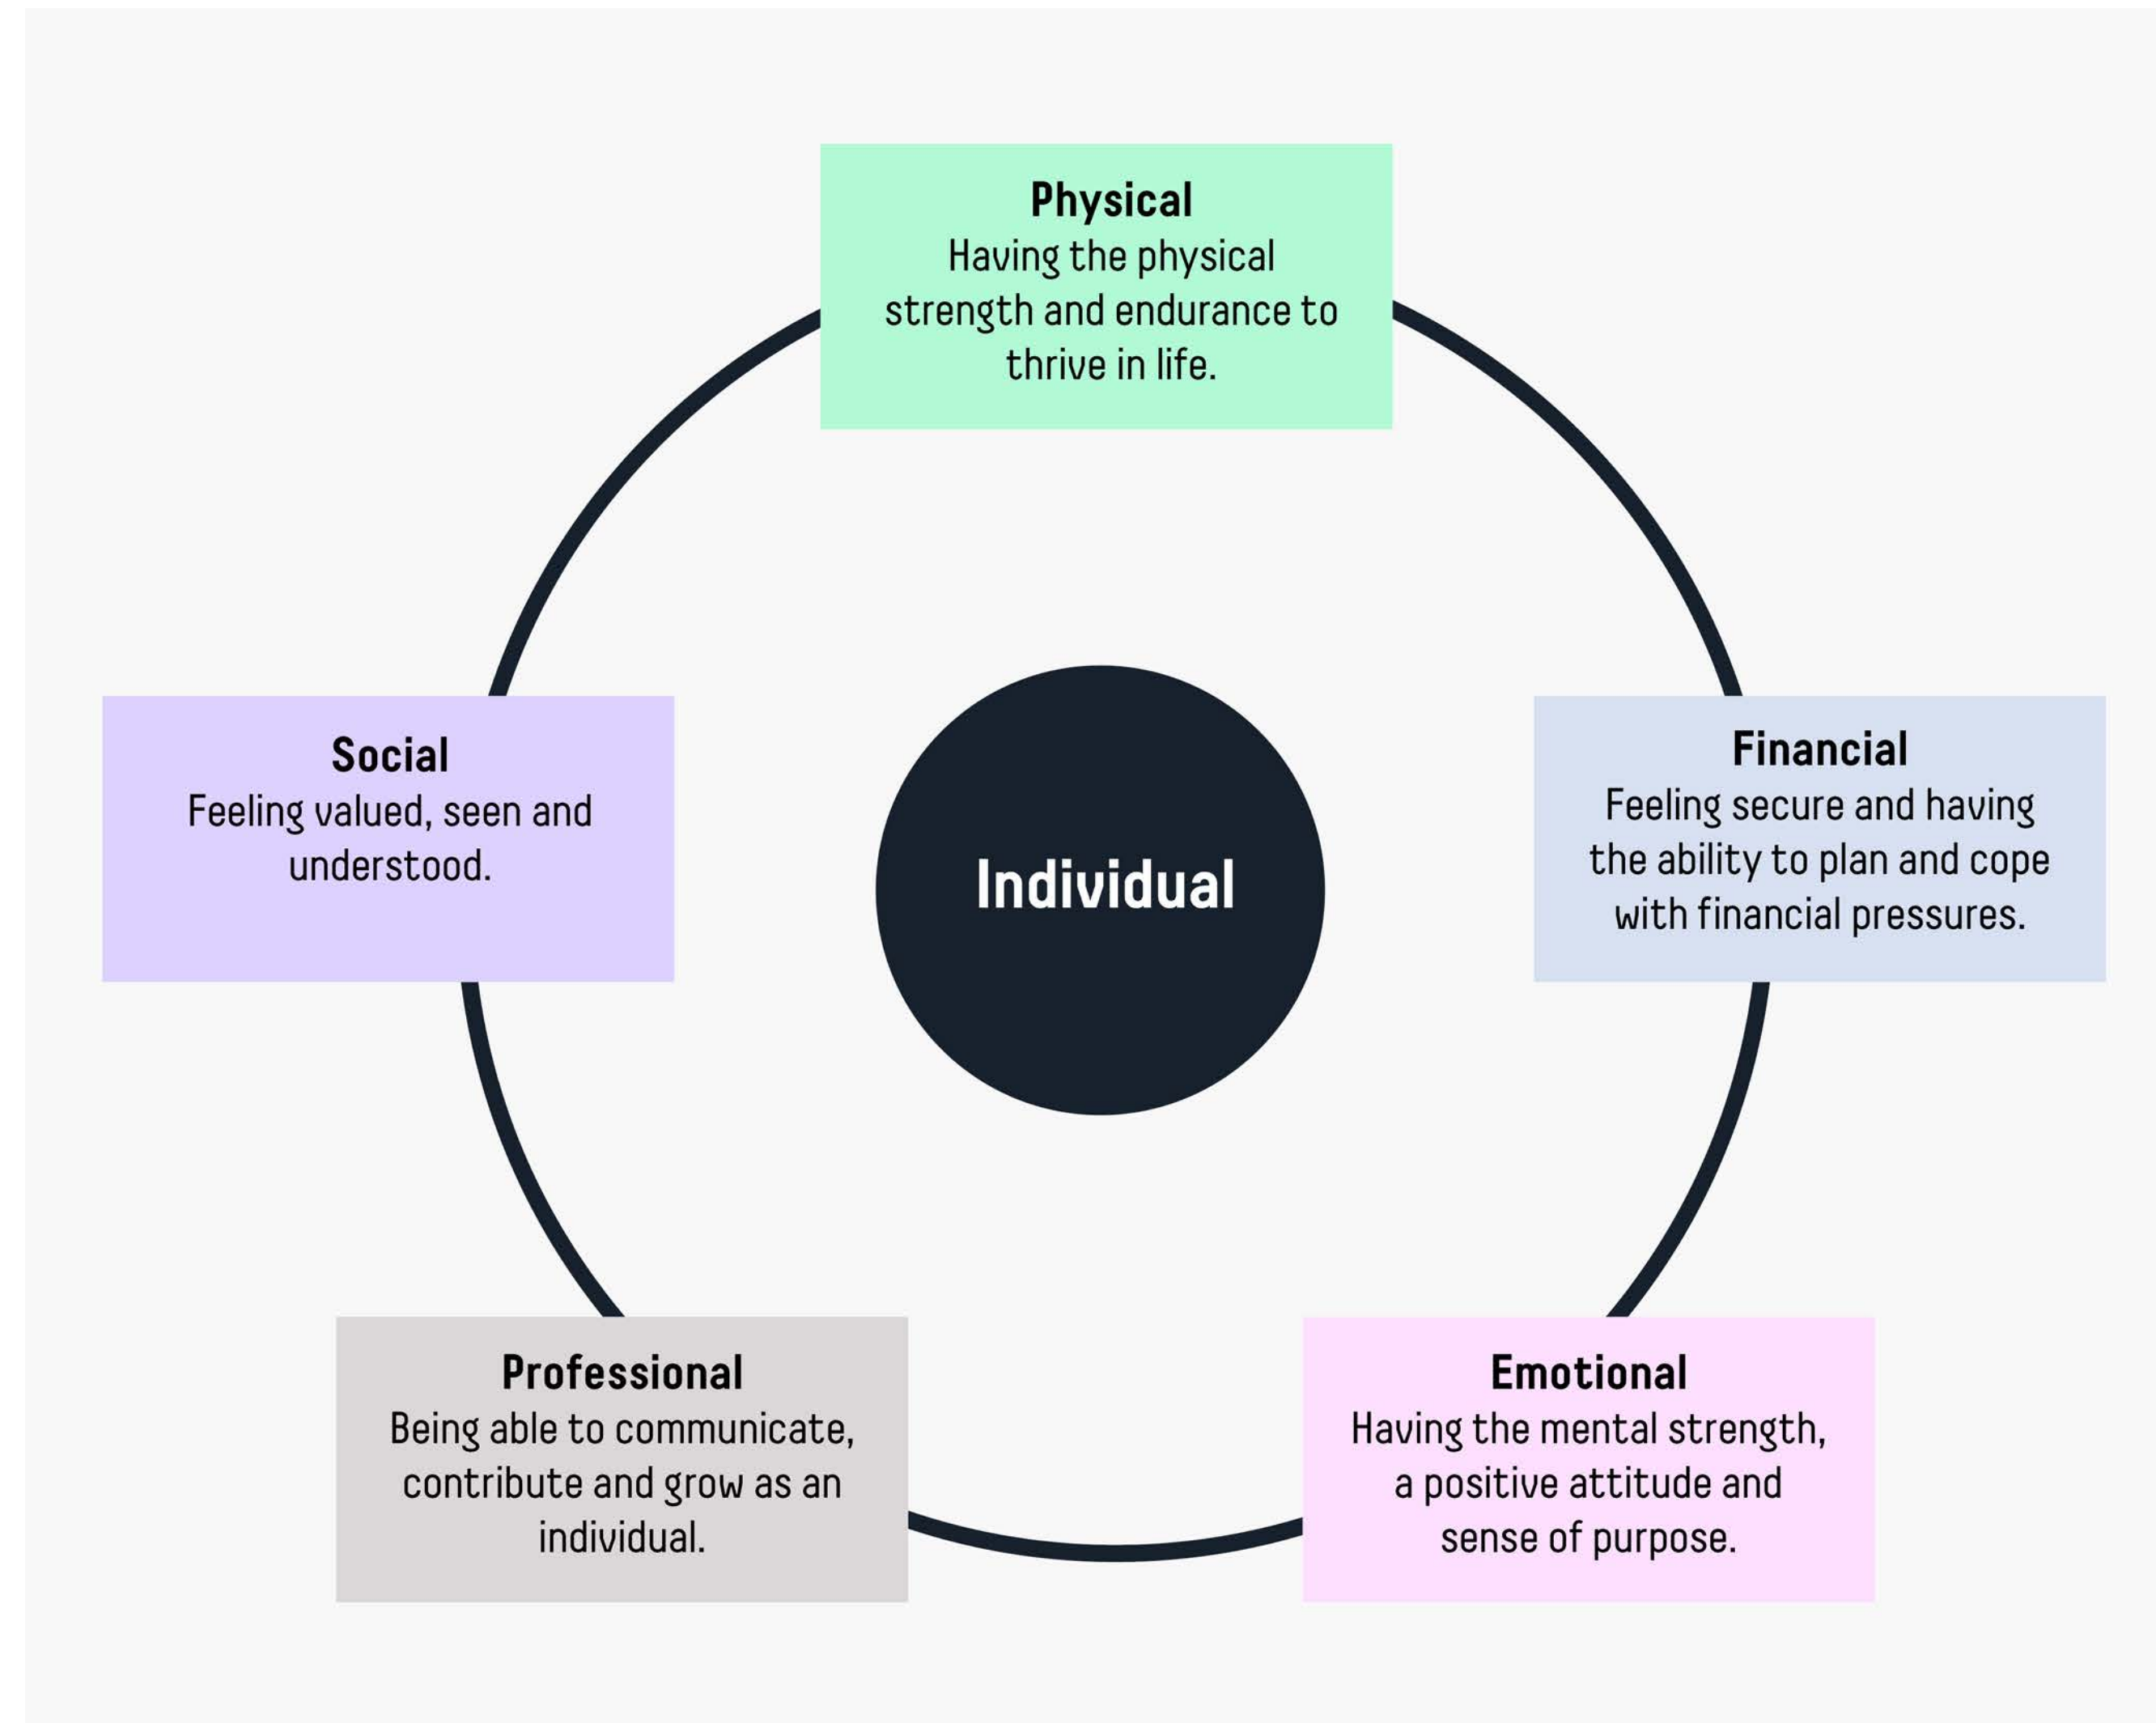 Physical
Having the physical
strength and endurance to
thrive in life.
Social
Feeling valued, seen and
understood.
Individual
Financial
Feeling secure and having
the ability to plan and cope
with financial pressures.
Professional
Being able to communicate,
contribute and grow as an
individual.
Emotional
Having the mental strength,
a positive attitude and
sense of purpose.